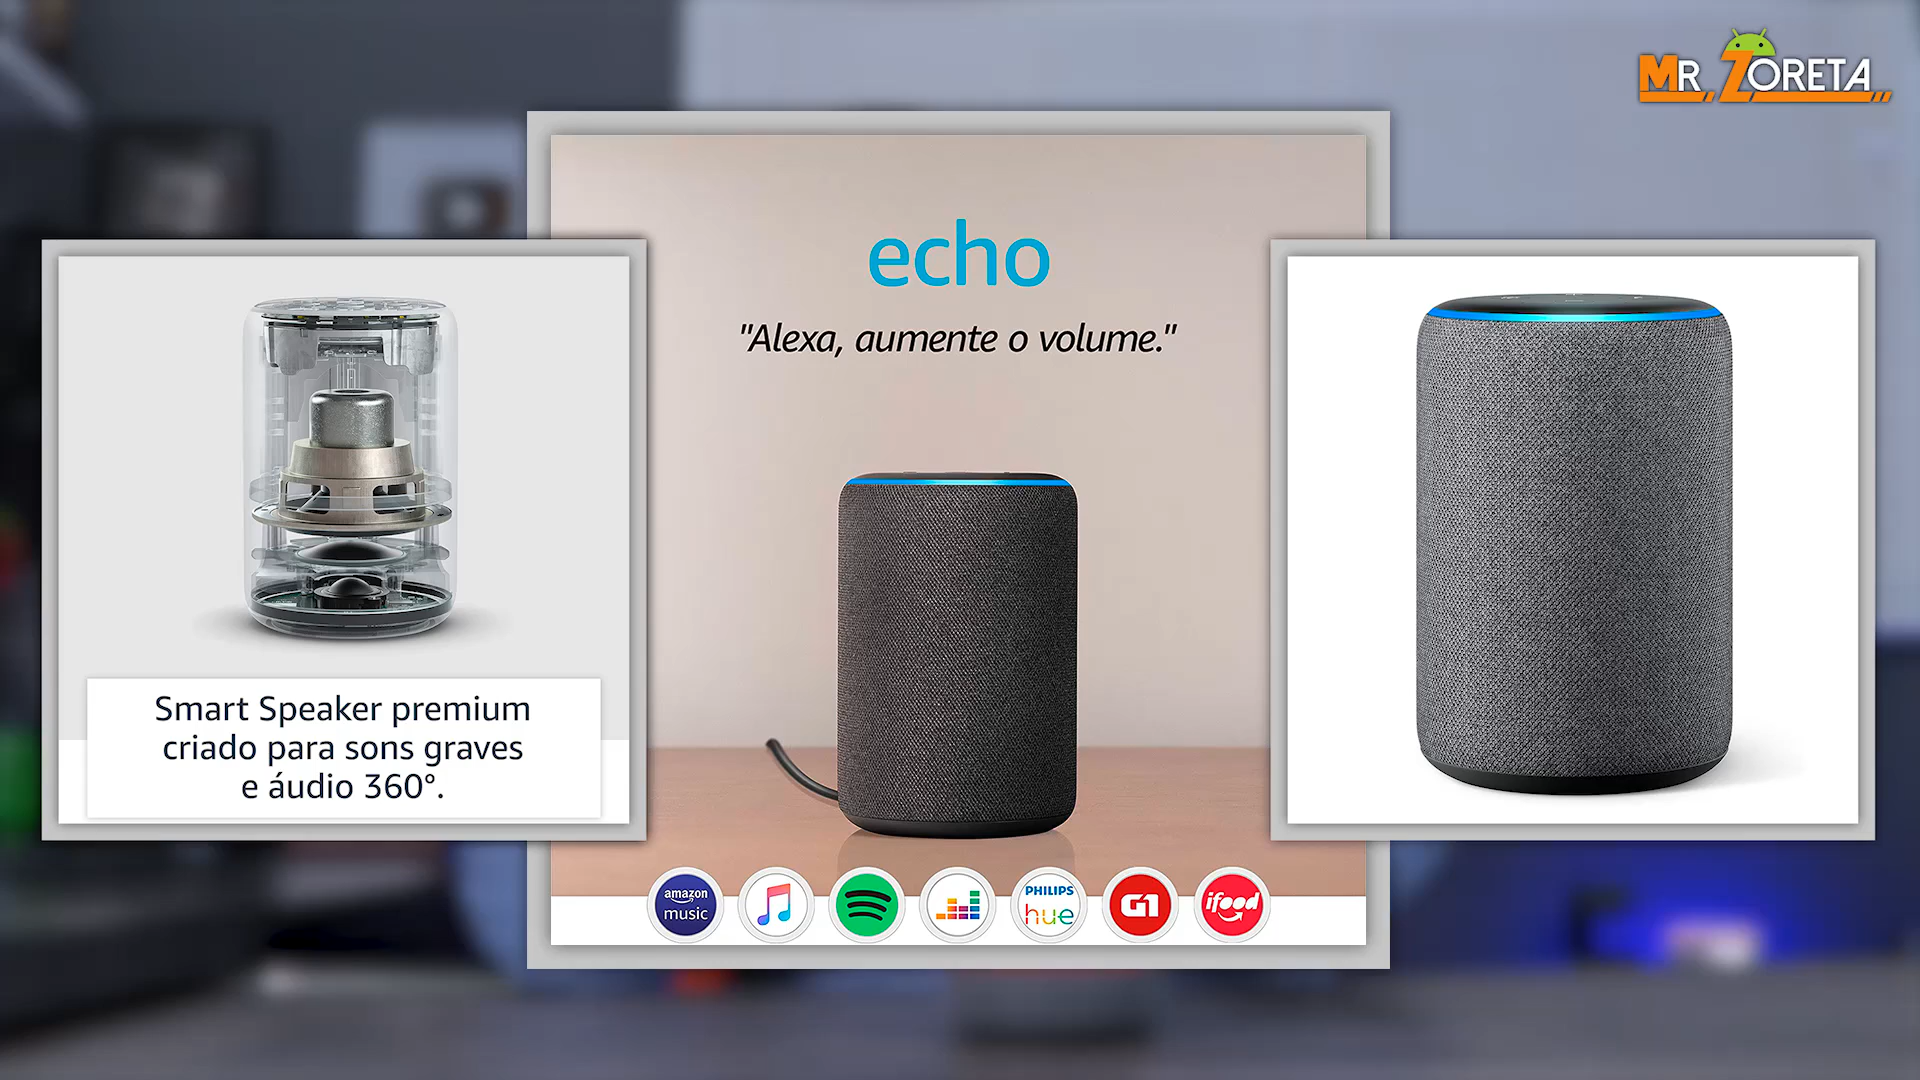 MR. ZORETA
echo
"Alexa, aumente o volume."
Smart Speaker premium
criado para sons graves
e áudio 360°.
amazon
music
PHILIPS
hue
G1
ifood